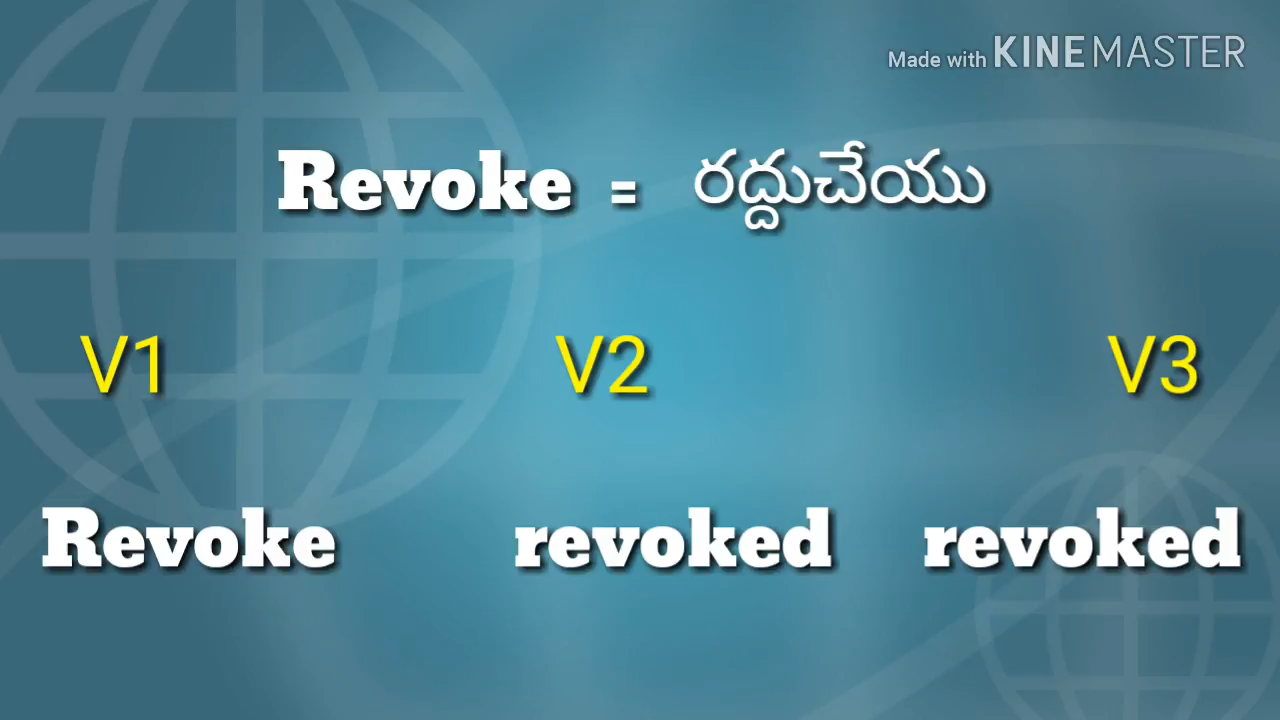 Made with KINEMASTER
Revoke = రద్దుచేయు
V1 V2 V3
Revoke revoked revoked